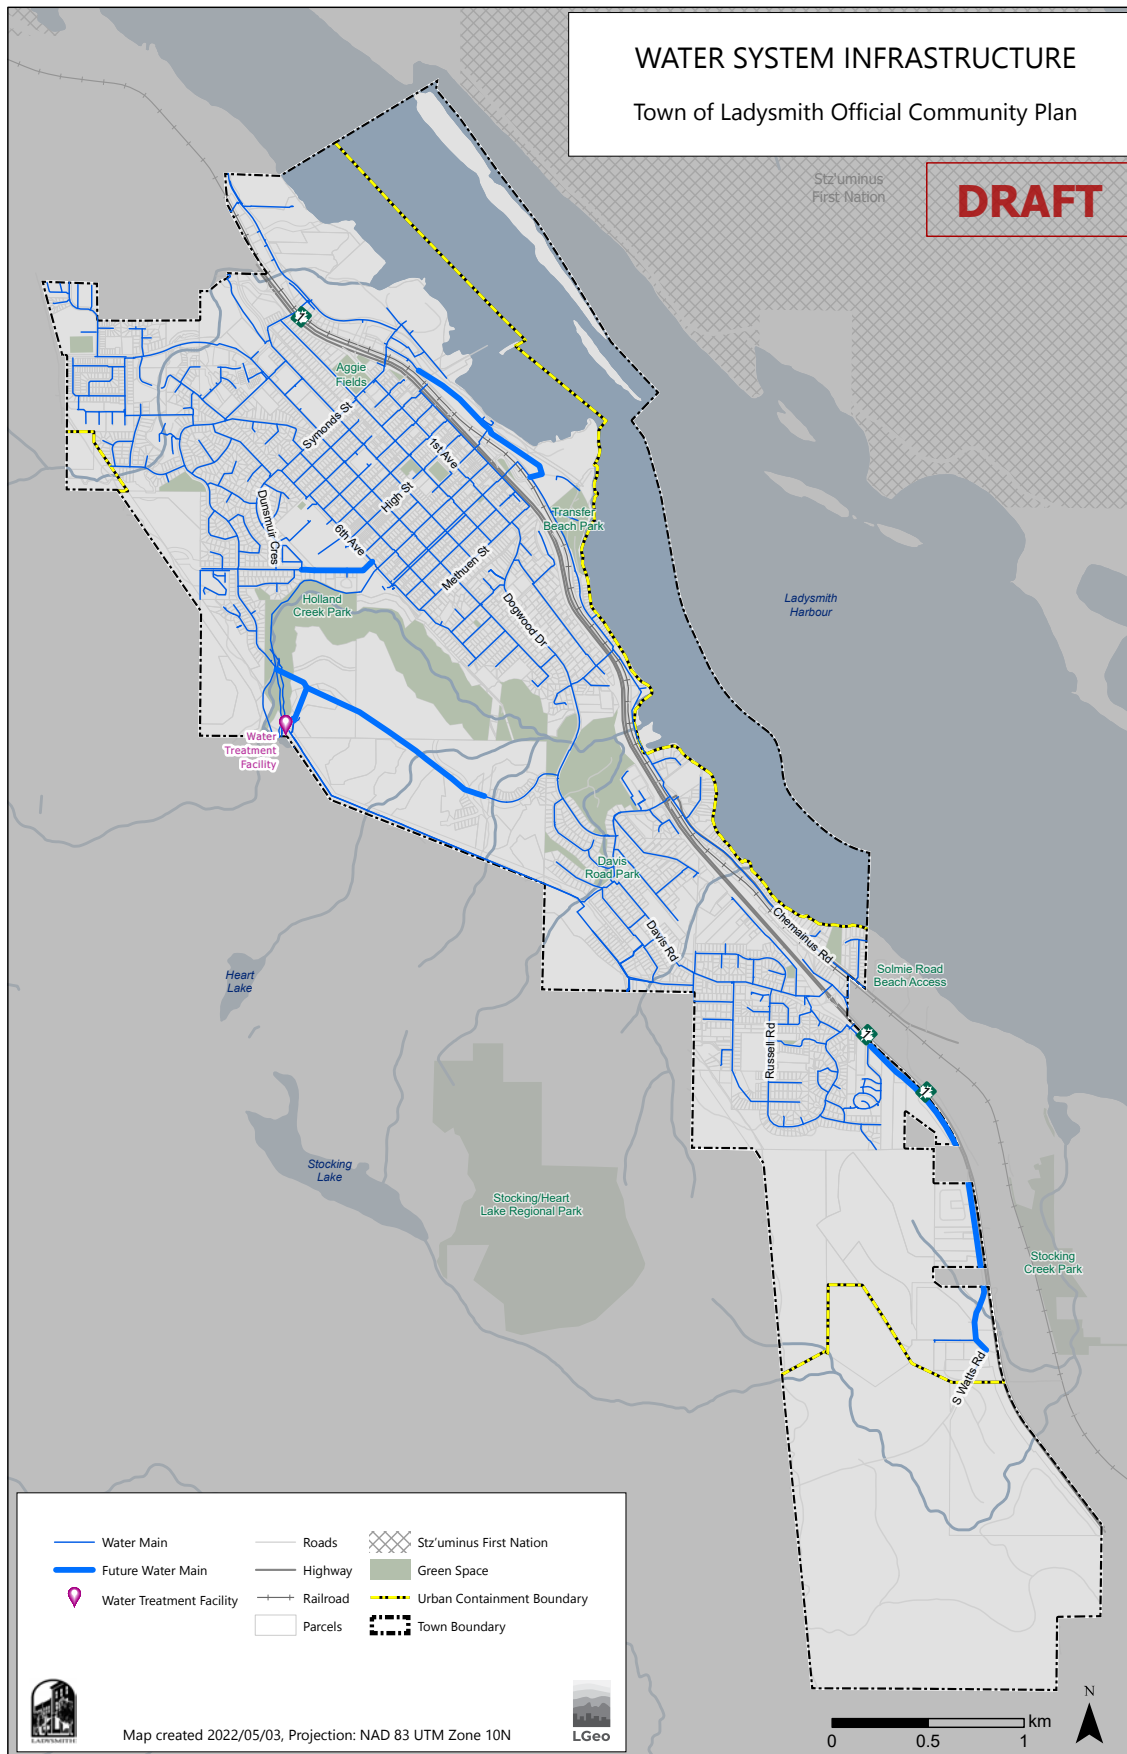 WATER SYSTEM INFRASTRUCTURE
Town of Ladysmith Official Community Plan
Stz'uminus
First Nation
DRAFT
1
Aggie
Fields
Symonds St
1st Ave
High St
Dunsmuir Cres
6th Ave
Methuen St
Transfer
Beach Park
Dogwood Dr
Holland
Creek Park
Ladysmith
Harbour
Water
Treatment
Facility
Davis
Road Park
Davis Rd
Chemainus Rd
Solmie Road
Beach Access
Heart
Lake
Russell Rd
1
1
Stocking
Lake
Stocking/Heart
Lake Regional Park
Stocking
Creek Park
S Watts Rd
Water Main
Future Water Main
Water Treatment Facility
Roads
Highway
Railroad
Parcels
Stz'uminus First Nation
Green Space
Urban Containment Boundary
Town Boundary
LADYSMITH
Map created 2022/05/03, Projection: NAD 83 UTM Zone 10N
LGeo
N
km
0 0.5 1